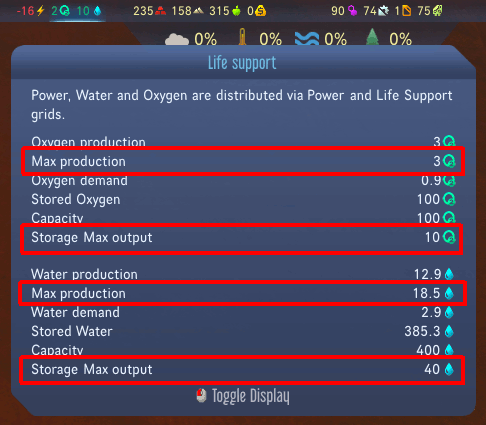 -16 2 10 235 158 315 0 90 74 1 75
0% 0% 0% 0%
Life support
Power, Water and Oxygen are distributed via Power and Life Support
grids.
Oxygen production 3
Max production 3
Oxygen demand 0.9
Stored Oxygen 100
Capacity 100
Storage Max output 10
Water production 12.9
Max production 18.5
Water demand 2.9
Stored Water 385.3
Capacity 400
Storage Max output 40
Toggle Display